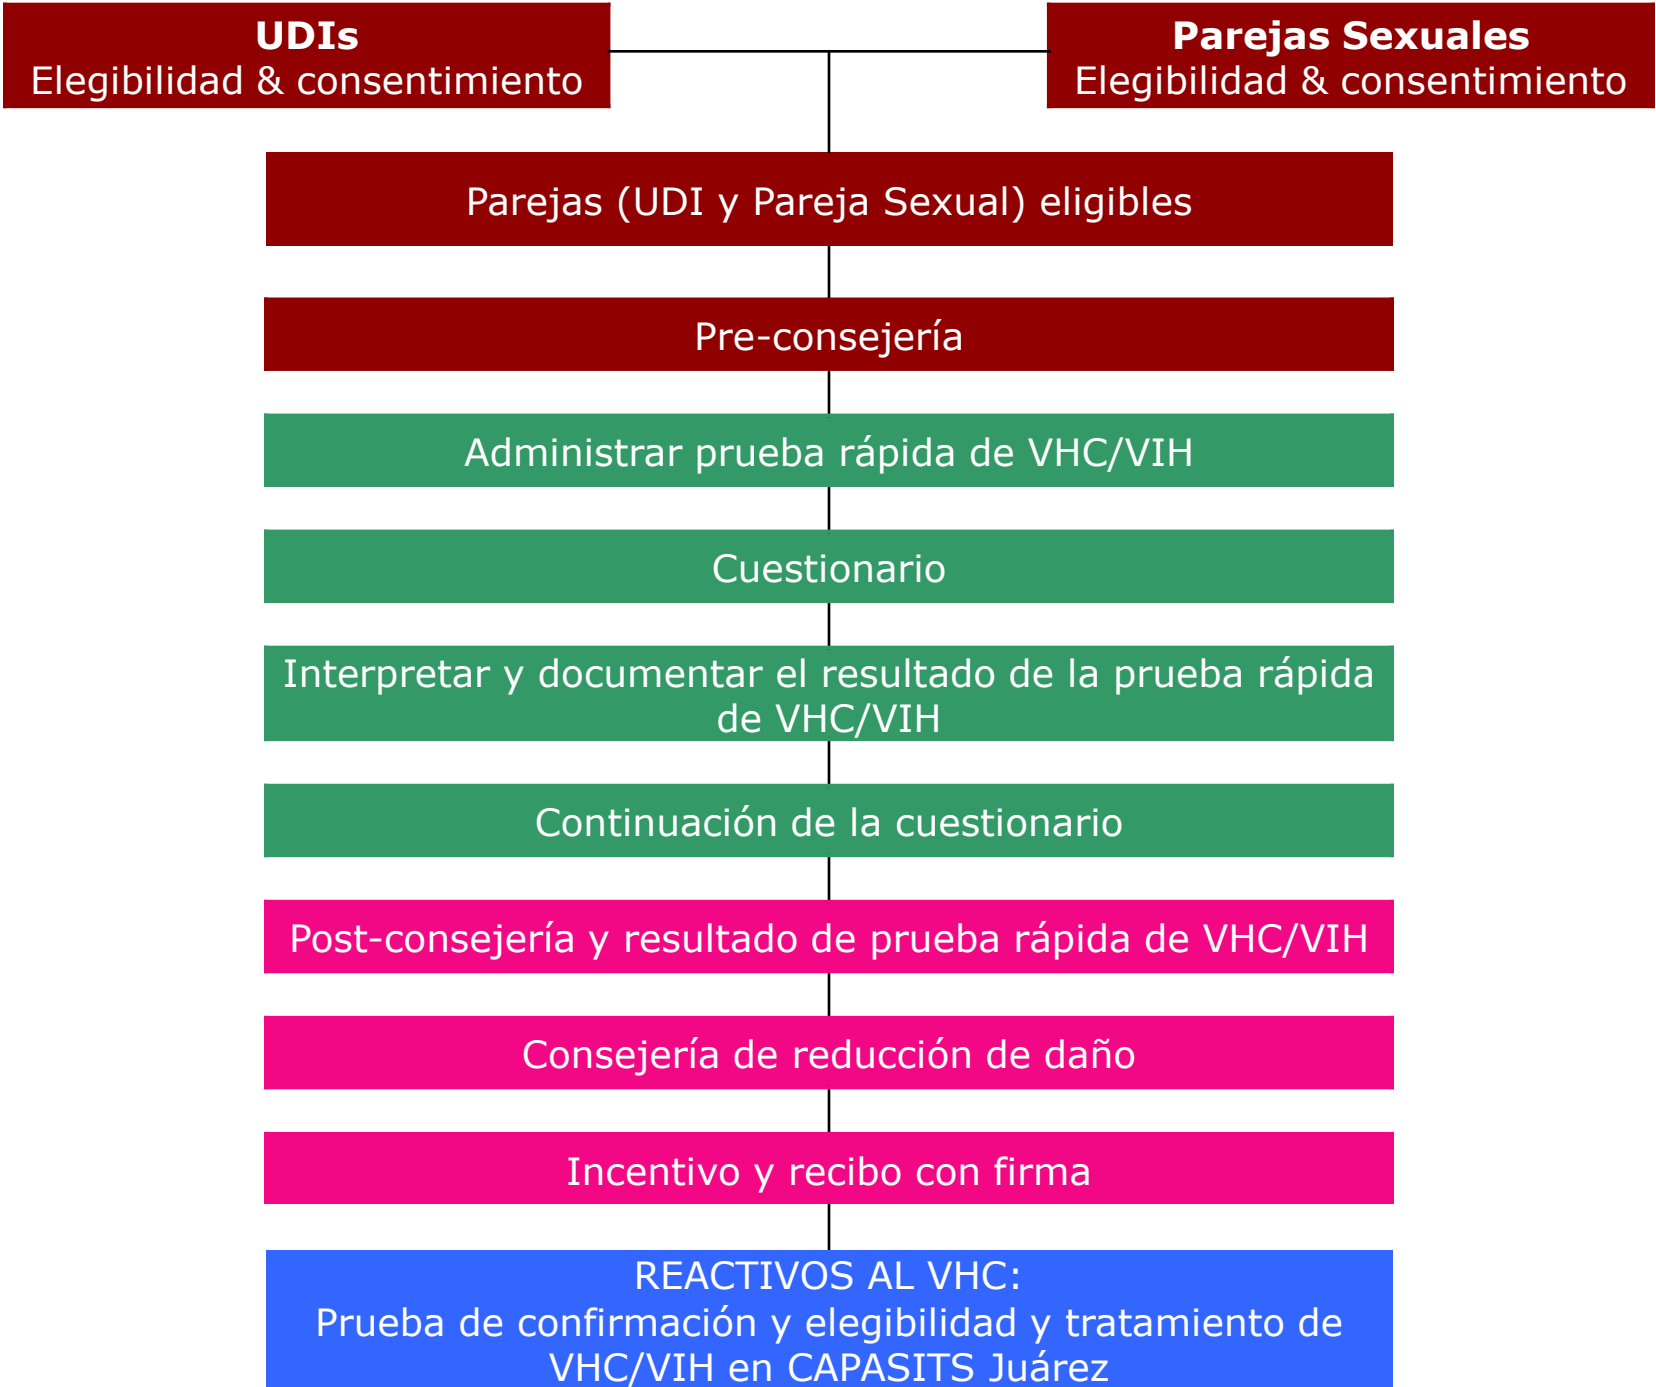 UDIs
Elegibilidad & consentimiento
Parejas Sexuales
Elegibilidad & consentimiento
Parejas (UDI y Pareja Sexual) eligibles
Pre-consejería
Administrar prueba rápida de VHC/VIH
Cuestionario
Interpretar y documentar el resultado de la prueba rápida
de VHC/VIH
Continuación de la cuestionario
Post-consejería y resultado de prueba rápida de VHC/VIH
Consejería de reducción de daño
Incentivo y recibo con firma
REACTIVOS AL VHC:
Prueba de confirmación y elegibilidad y tratamiento de
VHC/VIH en CAPASITS Juárez